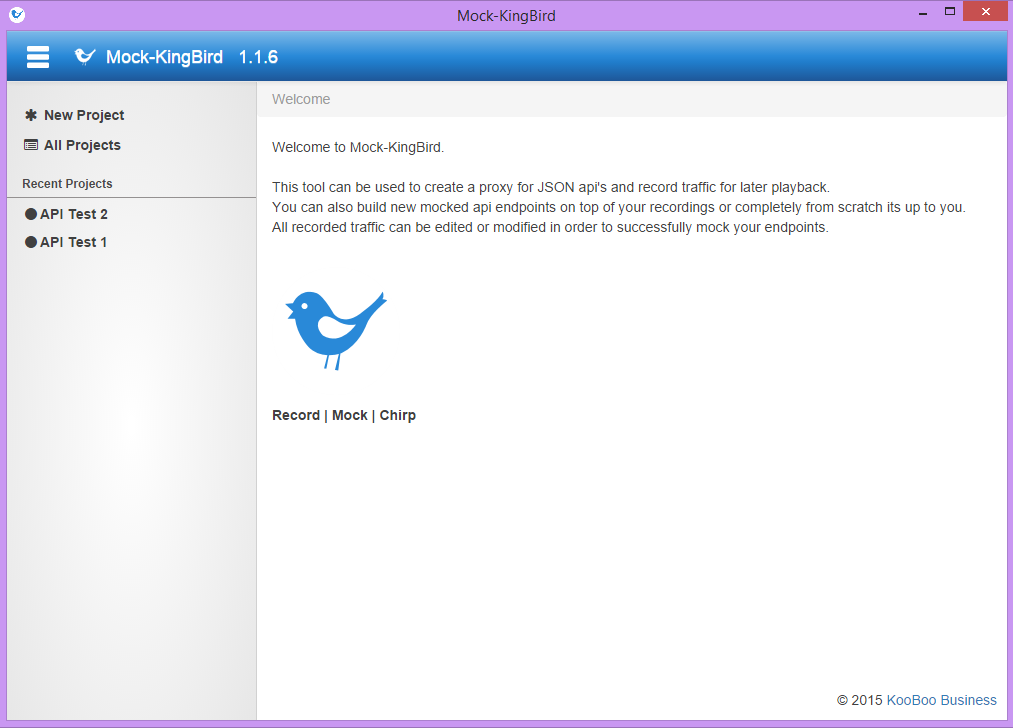 Mock-KingBird
Mock-KingBird 1.1.6
New Project
All Projects
Recent Projects
API Test 2
API Test 1
Welcome
Welcome to Mock-KingBird.
This tool can be used to create a proxy for JSON api's and record traffic for later playback.
You can also build new mocked api endpoints on top of your recordings or completely from scratch its up to you.
All recorded traffic can be edited or modified in order to successfully mock your endpoints.
Record | Mock | Chirp
© 2015 KooBoo Business